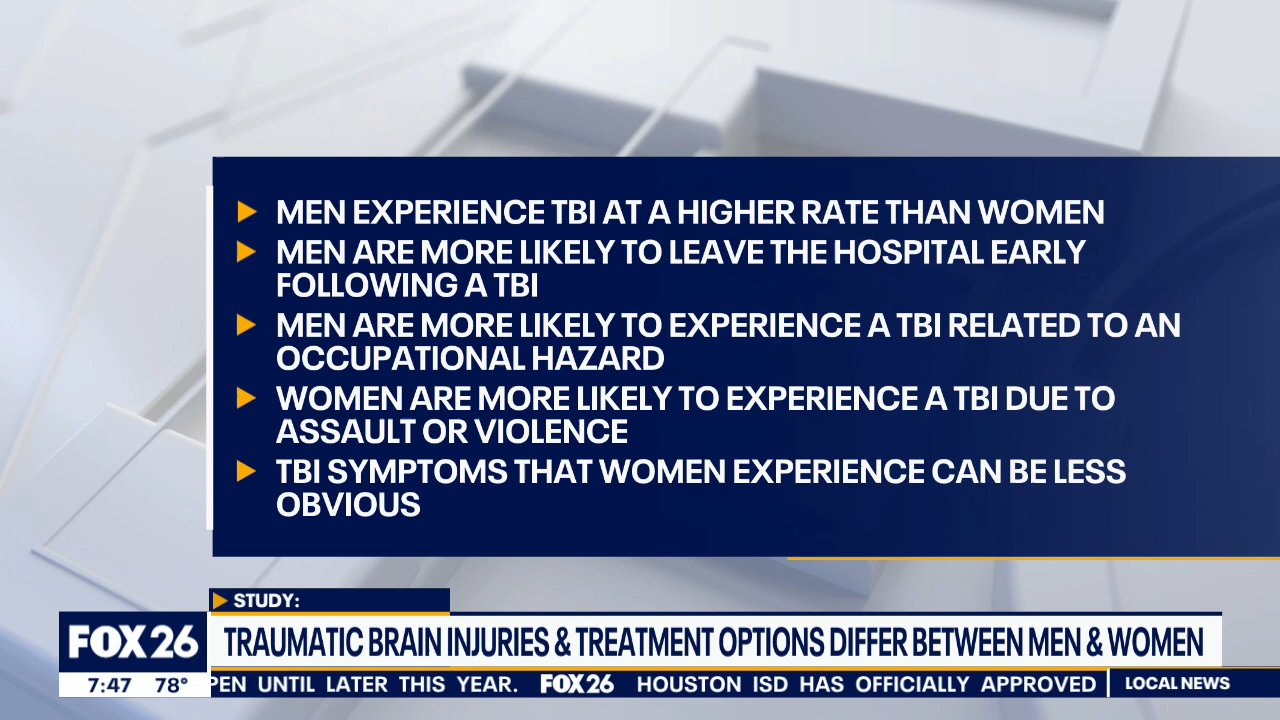 MEN EXPERIENCE TBI AT A HIGHER RATE THAN WOMEN
MEN ARE MORE LIKELY TO LEAVE THE HOSPITAL EARLY
FOLLOWING A TBI
MEN ARE MORE LIKELY TO EXPERIENCE A TBI RELATED TO AN
OCCUPATIONAL HAZARD
WOMEN ARE MORE LIKELY TO EXPERIENCE A TBI DUE TO
ASSAULT OR VIOLENCE
TBI SYMPTOMS THAT WOMEN EXPERIENCE CAN BE LESS
OBVIOUS
STUDY:
FOX 26
TRAUMATIC BRAIN INJURIES & TREATMENT OPTIONS DIFFER BETWEEN MEN & WOMEN
7:47 78°
UNTIL LATER THIS YEAR. FOX 26 HOUSTON ISD HAS OFFICIALLY APPROVED
LOCAL NEWS